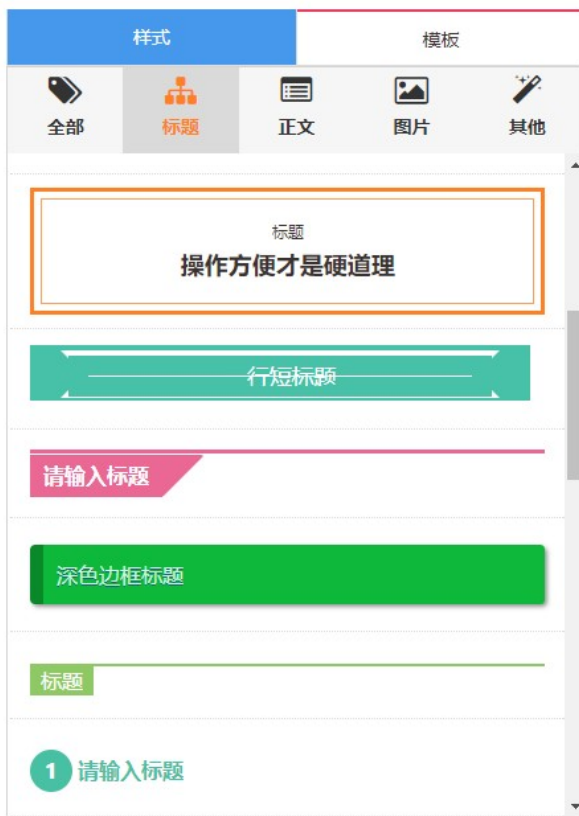 样式 模板
全部 标题 正文 图片 其他
标题
操作方便才是硬道理
行短标题
请输入标题
深色边框标题
标题
1 请输入标题